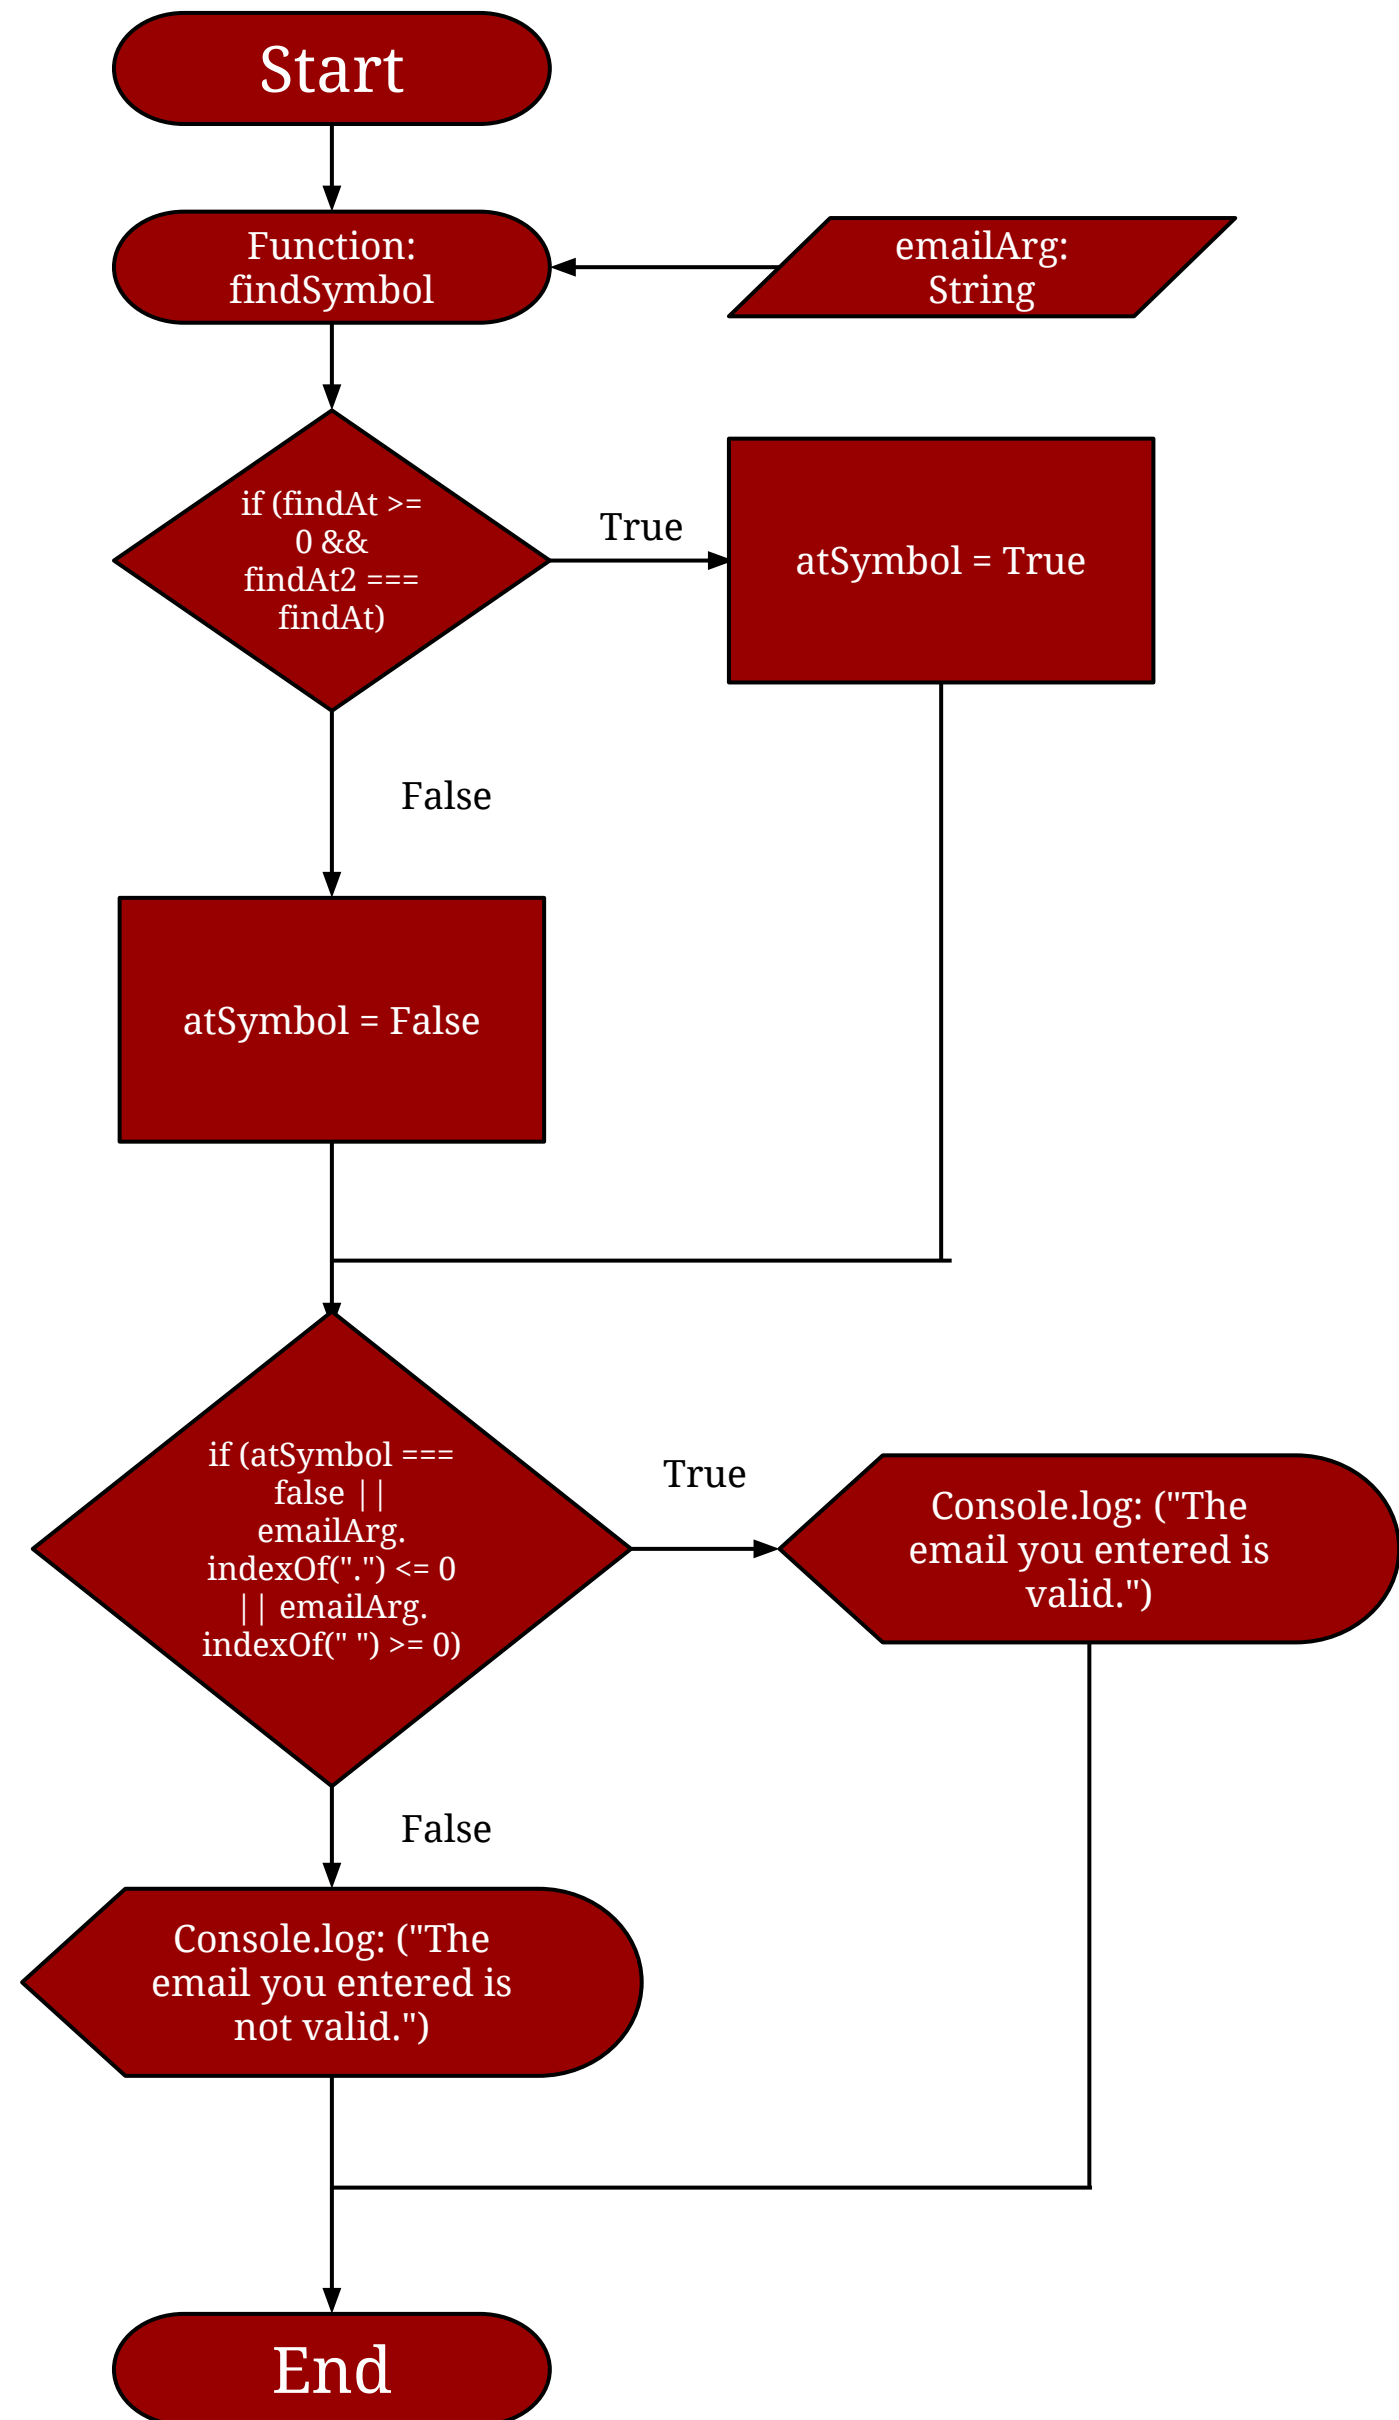 Start
Function:
findSymbol
emailArg:
String
if (findAt >=
0 &&
findAt2 ===
findAt)
True
atSymbol = True
False
atSymbol = False
if (atSymbol ===
false ||
emailArg.
indexOf(".") <= 0
|| emailArg.
indexOf(" ") >= 0)
True
Console.log: ("The
email you entered is
valid.")
False
Console.log: ("The
email you entered is
not valid.")
End